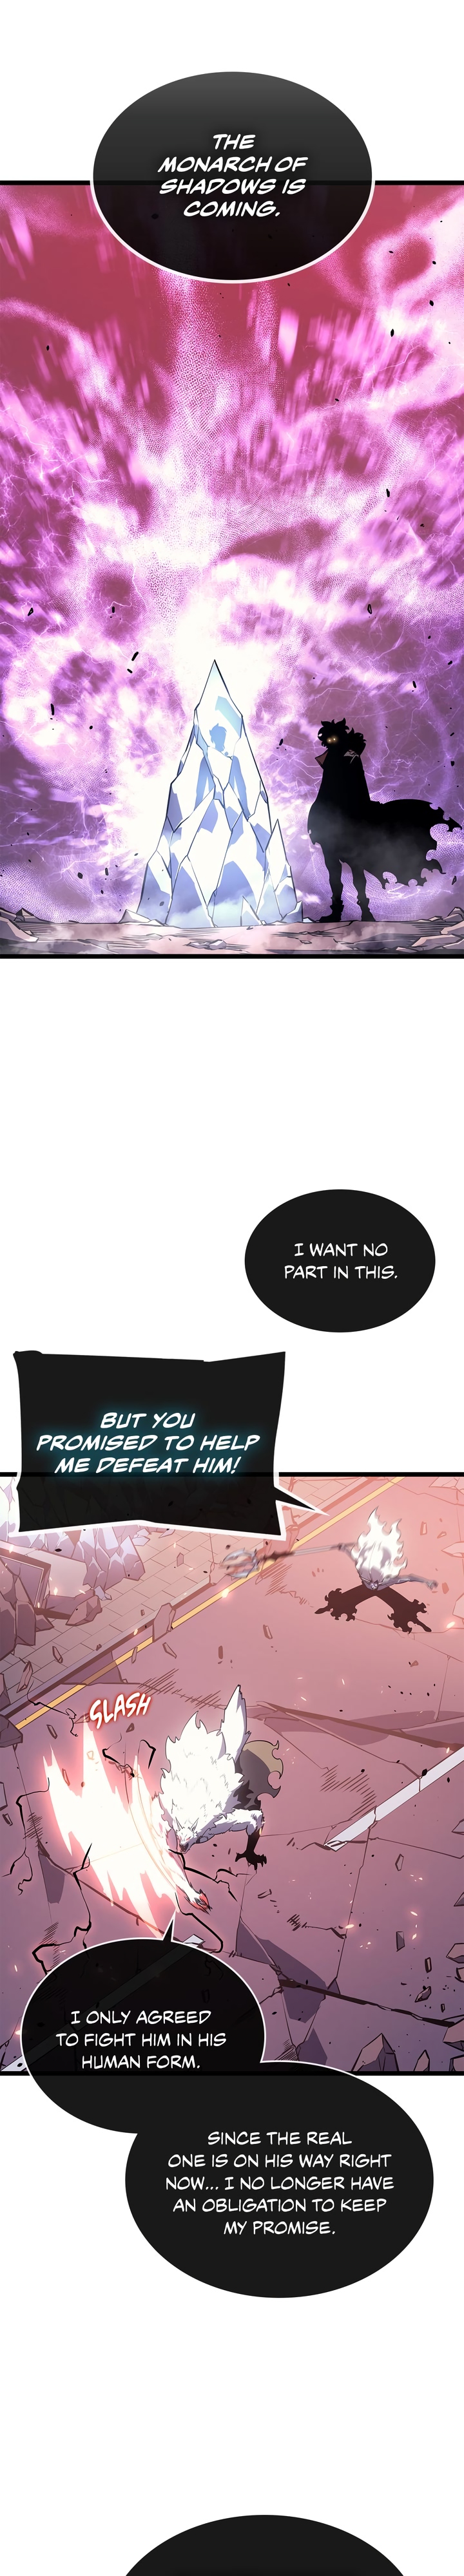 THE
MONARCH OF
SHADOWS IS
COMING.
I WANT NO
PART IN THIS.
BUT YOU
PROMISED TO HELP
ME DEFEAT HIM!
SLASH
I ONLY AGREED
TO FIGHT HIM IN HIS
HUMAN FORM.
SINCE THE REAL
ONE IS ON HIS WAY RIGHT
NOW... I NO LONGER HAVE
AN OBLIGATION TO KEEP
MY PROMISE.